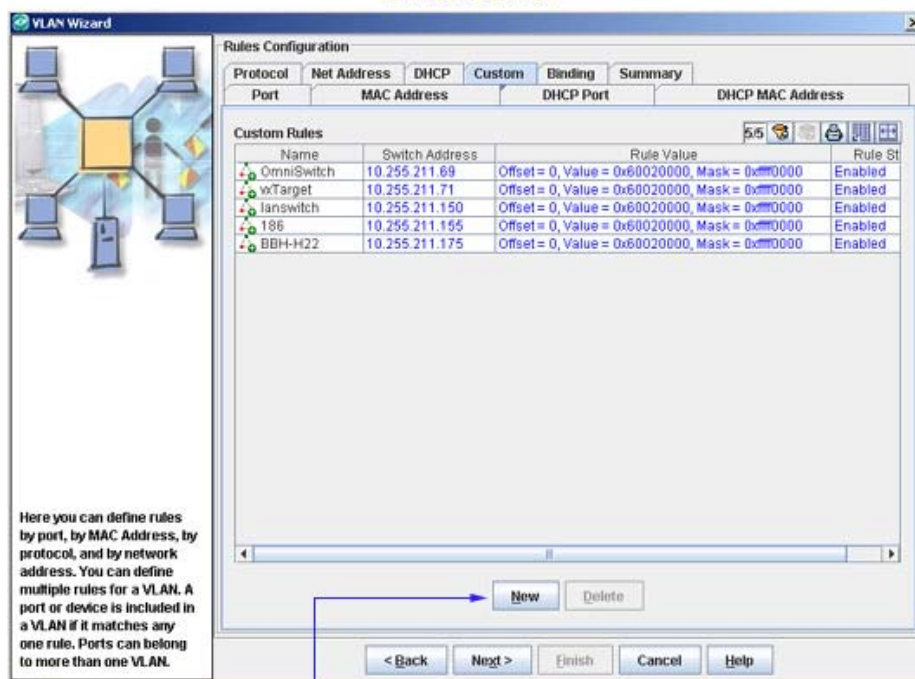 VLAN Wizard
Rules Configuration
Protocol Net Address DHCP Custom Binding Summary
Port MAC Address DHCP Port DHCP MAC Address
Custom Rules 5/5
Name Switch Address Rule Value Rule St
OmniSwitch 10.255.211.69 Offset = 0, Value = 0x60020000, Mask = 0xffff0000 Enabled
vxTarget 10.255.211.71 Offset = 0, Value = 0x60020000, Mask = 0xffff0000 Enabled
lanswitch 10.255.211.150 Offset = 0, Value = 0x60020000, Mask = 0xffff0000 Enabled
186 10.255.211.155 Offset = 0, Value = 0x60020000, Mask = 0xffff0000 Enabled
BBH-H22 10.255.211.175 Offset = 0, Value = 0x60020000, Mask = 0xffff0000 Enabled
Here you can define rules
by port, by MAC Address, by
protocol, and by network
address. You can define
multiple rules for a VLAN. A
port or device is included in
a VLAN if it matches any
one rule. Ports can belong
to more than one VLAN.
New Delete
< Back Next > Finish Cancel Help